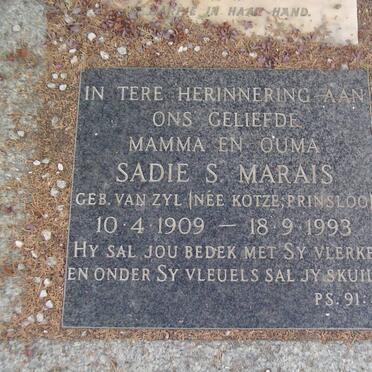 IN HAAR HAND.
IN TERE HERINNERING AAN
ONS GELIEFDE
MAMMA EN OUMA
SADIE S. MARAIS
GEB. VAN ZYL (NÉE KOTZE; PRINSLOO
10·4·1909 — 18·9·1993
HY SAL JOU BEDEK MET SY VLERKE
EN ONDER SY VLEUELS SAL JY SKUIL
PS. 91: